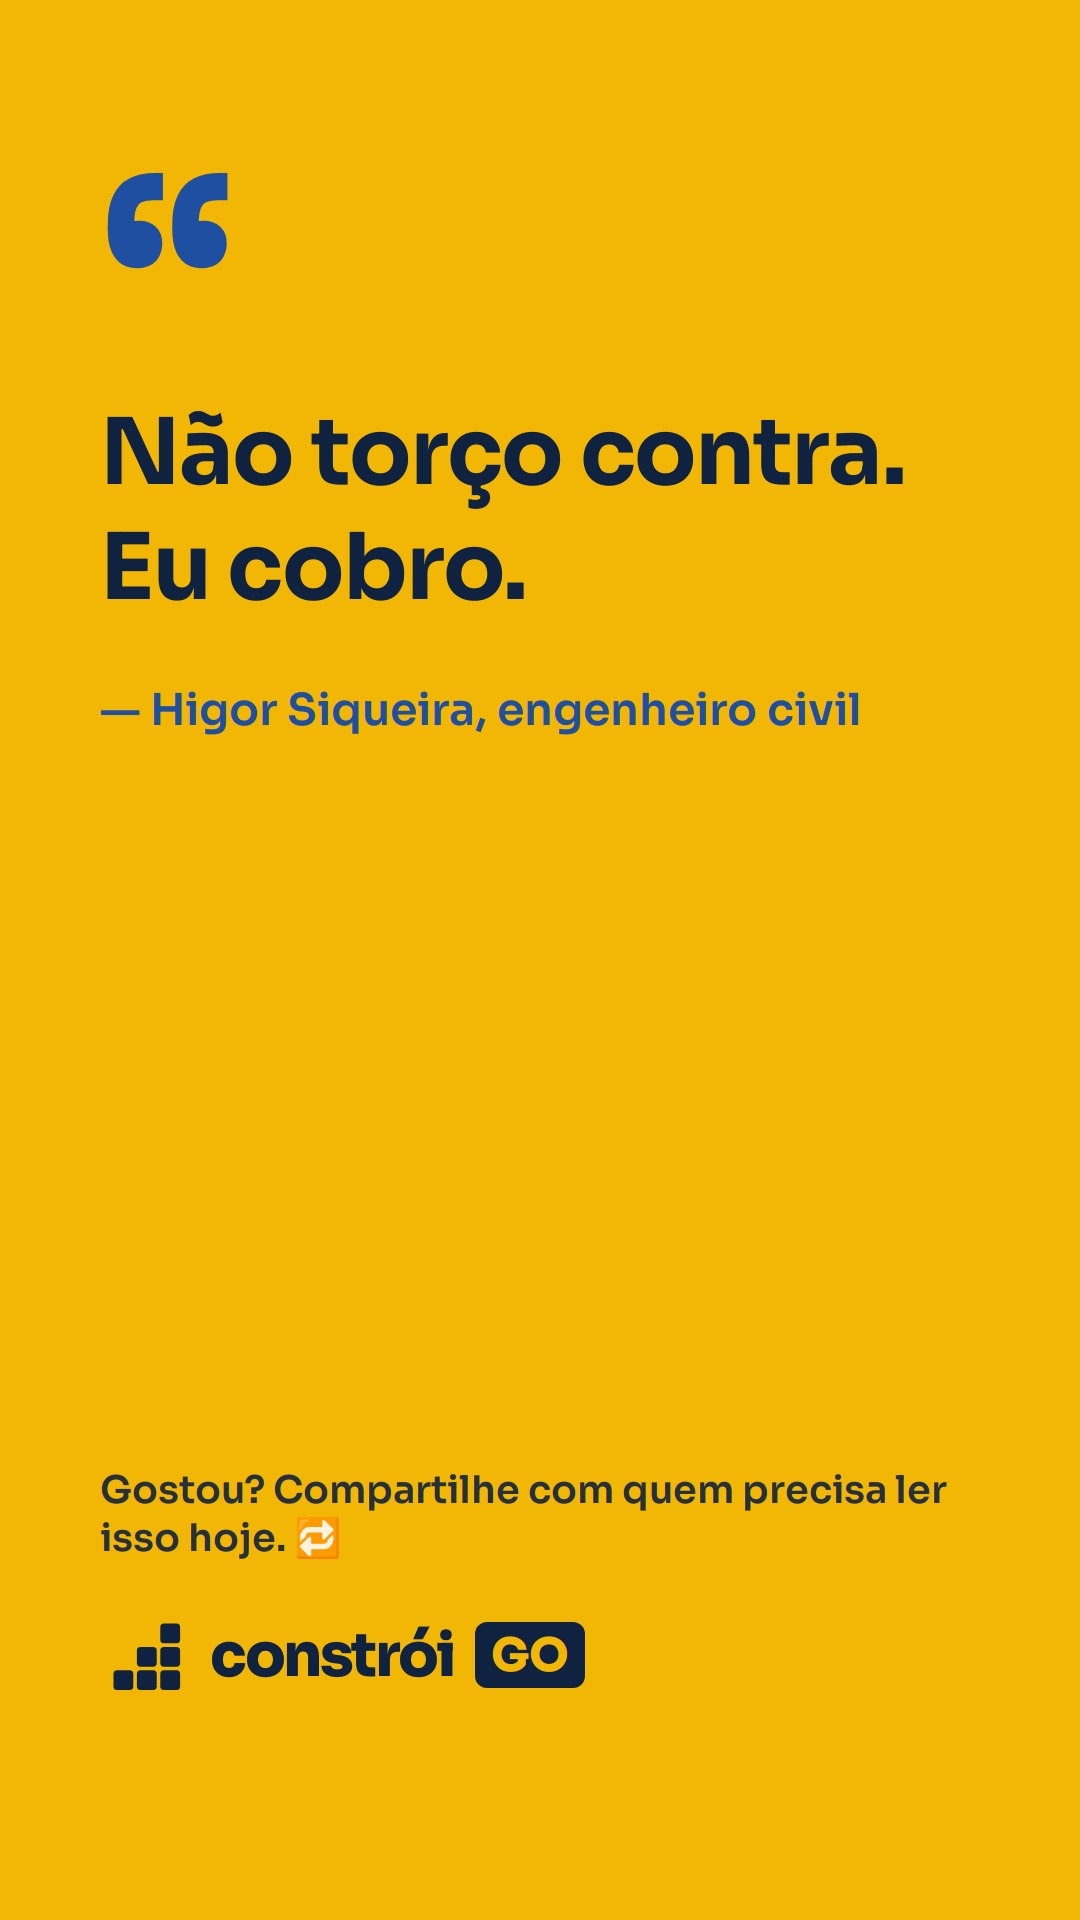 “
Não torço contra.
Eu cobro.
— Higor Siqueira, engenheiro civil
Gostou? Compartilhe com quem precisa ler
isso hoje. 🔁
constrói GO